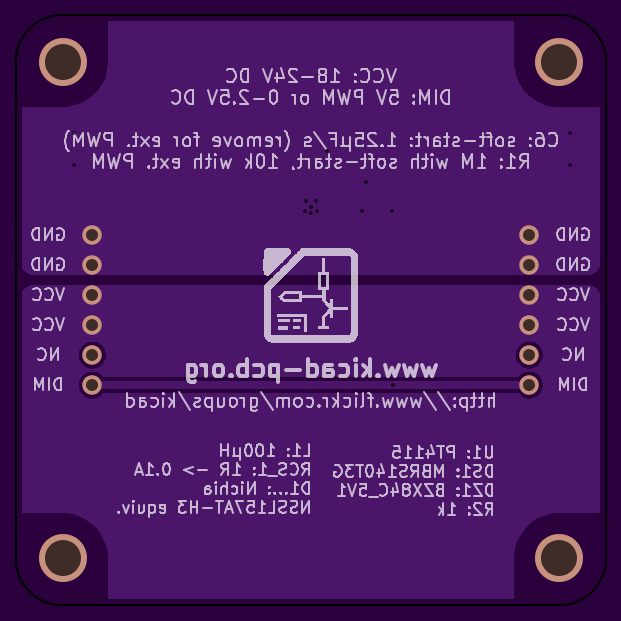 VCC: 18-24V DC
DIM: 5V PWM or 0-2.5V DC
C6: soft-start: 1.25µF/s (remove for ext. PWM)
R1: 1M with soft-start, 10k with ext. PWM
GND
GND
VCC
VCC
NC
DIM
GND
GND
VCC
VCC
NC
DIM
www.kicad-pcb.org
http://www.flickr.com/groups/kicad
U1: PT4115
DS1: MBRS140T3G
DZ1: BZX84C_5V1
R2: 1k
L1: 100µH
RCS_1: 1R -> 0.1A
D1...: Nichia
NSSL157AT-H3 equiv.